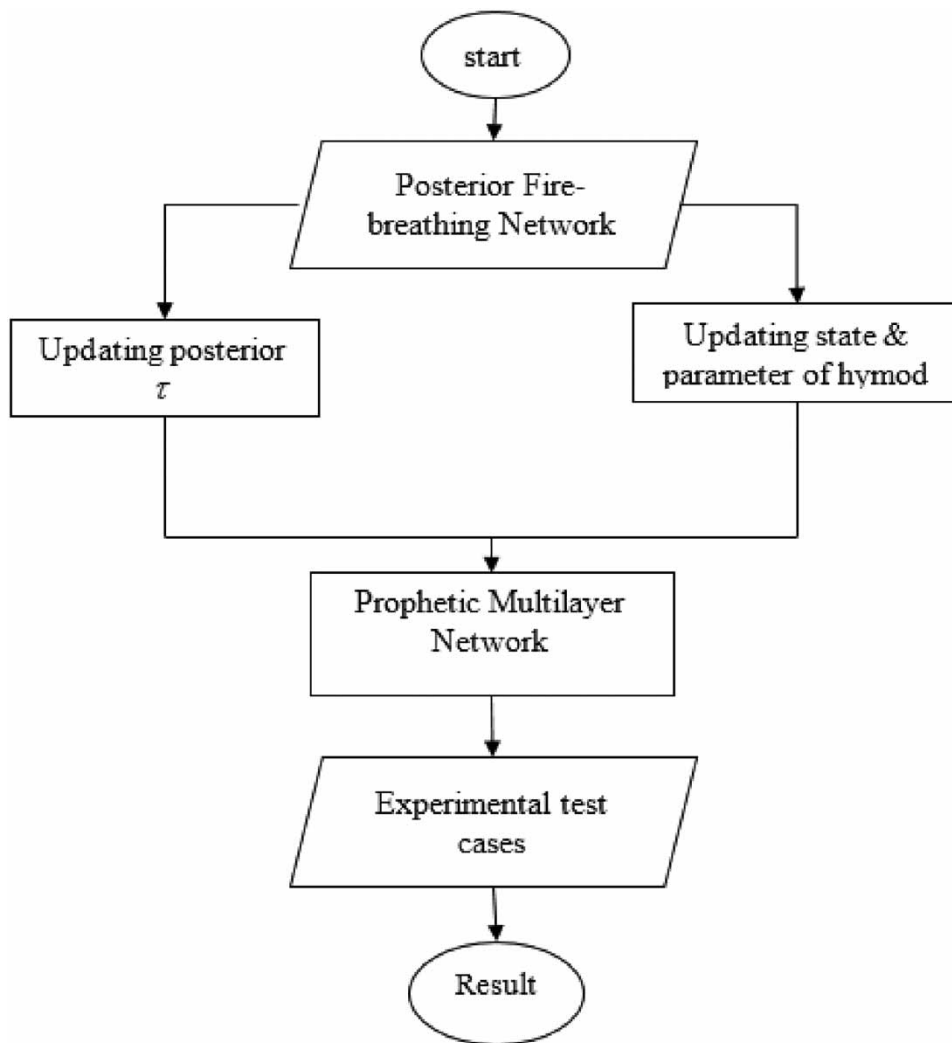 start
Posterior Fire-
breathing Network
Updating posterior
τ
Updating state &
parameter of hymod
Prophetic Multilayer
Network
Experimental test
cases
Result